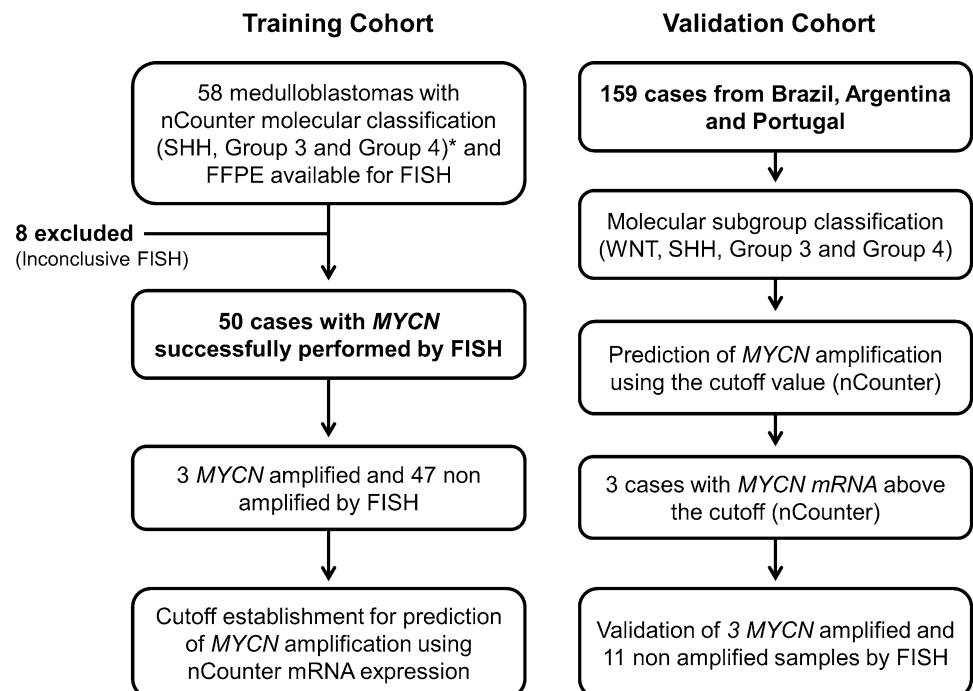 Training Cohort
58 medulloblastomas with
nCounter molecular classification
(SHH, Group 3 and Group 4)* and
FFPE available for FISH
8 excluded
(Inconclusive FISH)
50 cases with MYCN
successfully performed by FISH
3 MYCN amplified and 47 non
amplified by FISH
Cutoff establishment for prediction
of MYCN amplification using
nCounter mRNA expression
Validation Cohort
159 cases from Brazil, Argentina
and Portugal
Molecular subgroup classification
(WNT, SHH, Group 3 and Group 4)
Prediction of MYCN amplification
using the cutoff value (nCounter)
3 cases with MYCN mRNA above
the cutoff (nCounter)
Validation of 3 MYCN amplified and
11 non amplified samples by FISH